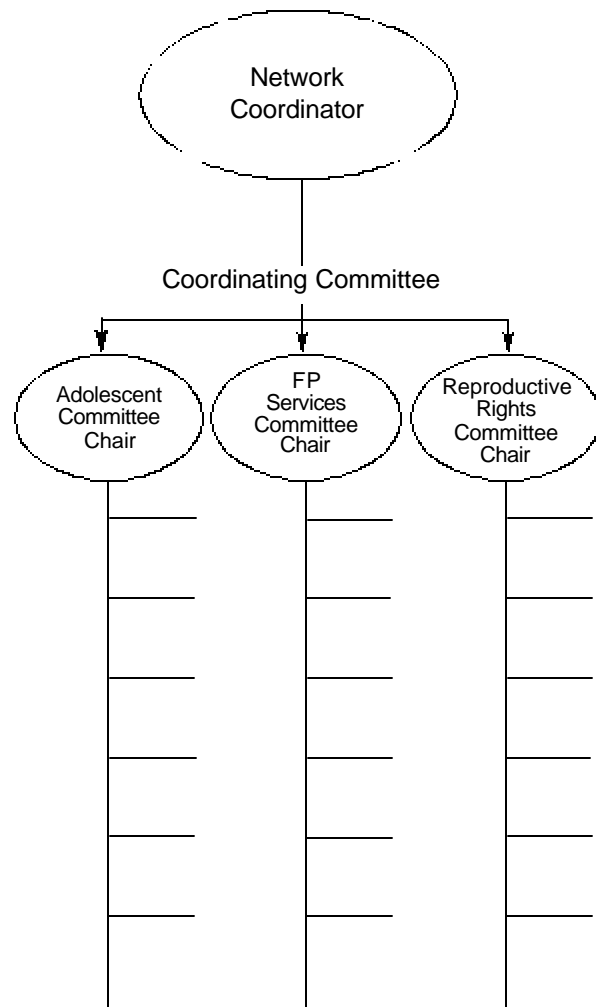 Network
Coordinator
Coordinating Committee
Adolescent
Committee
Chair
FP
Services
Committee
Chair
Reproductive
Rights
Committee
Chair